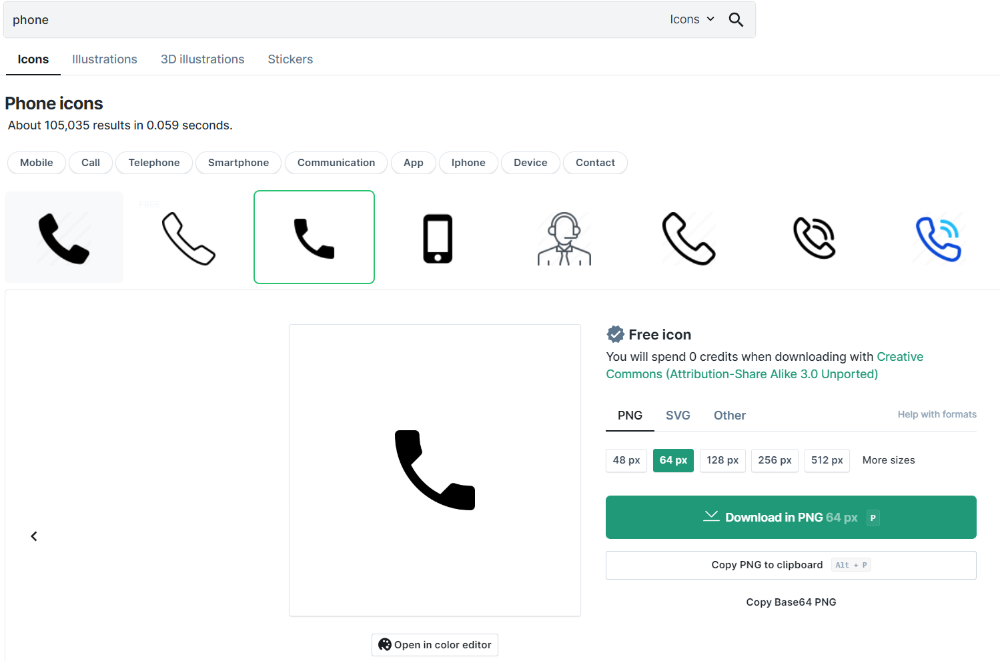 phone
Icons
Icons Illustrations 3D illustrations Stickers
Phone icons
About 105,035 results in 0.059 seconds.
Mobile Call Telephone Smartphone Communication App Iphone Device Contact
FREE
Free icon
You will spend 0 credits when downloading with Creative
Commons (Attribution-Share Alike 3.0 Unported)
PNG SVG Other Help with formats
48 px 64 px 128 px 256 px 512 px More sizes
Download in PNG 64 px P
Copy PNG to clipboard Alt + P
Copy Base64 PNG
Open in color editor